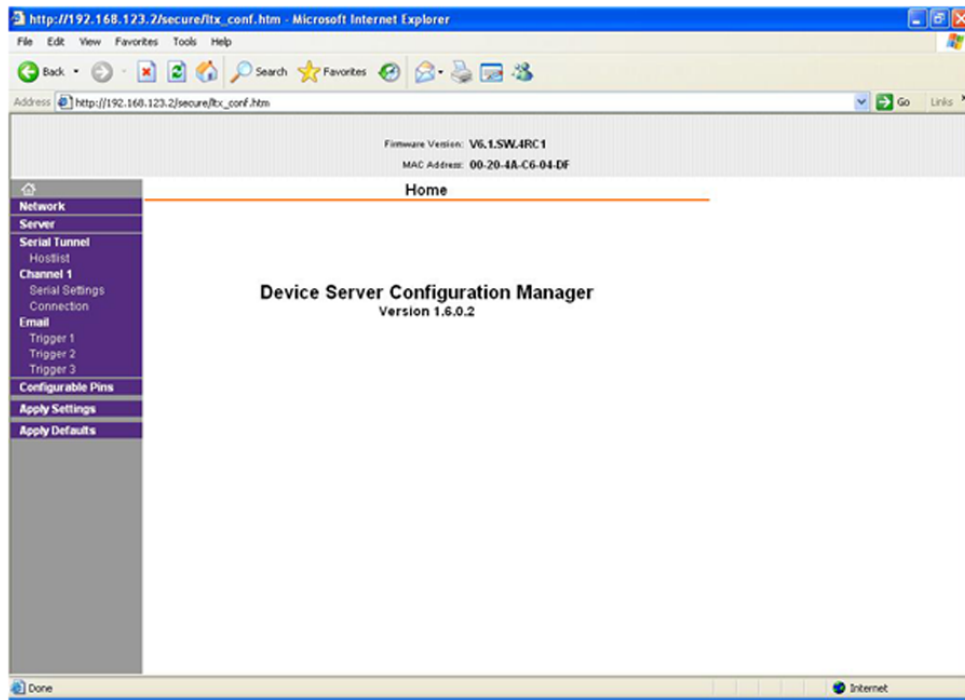 http://192.168.123.2/secure/ltx_conf.htm - Microsoft Internet Explorer
File Edit View Favorites Tools Help
Back Search Favorites
Address http://192.168.123.2/secure/ltx_conf.htm Go Links
Firmware Version: V6.1.SW.4RC1
MAC Address: 00-20-4A-C6-04-DF
Home
Network
Server
Serial Tunnel
Hostlist
Channel 1
Serial Settings
Connection
Email
Trigger 1
Trigger 2
Trigger 3
Configurable Pins
Apply Settings
Apply Defaults
Device Server Configuration Manager
Version 1.6.0.2
Done Internet